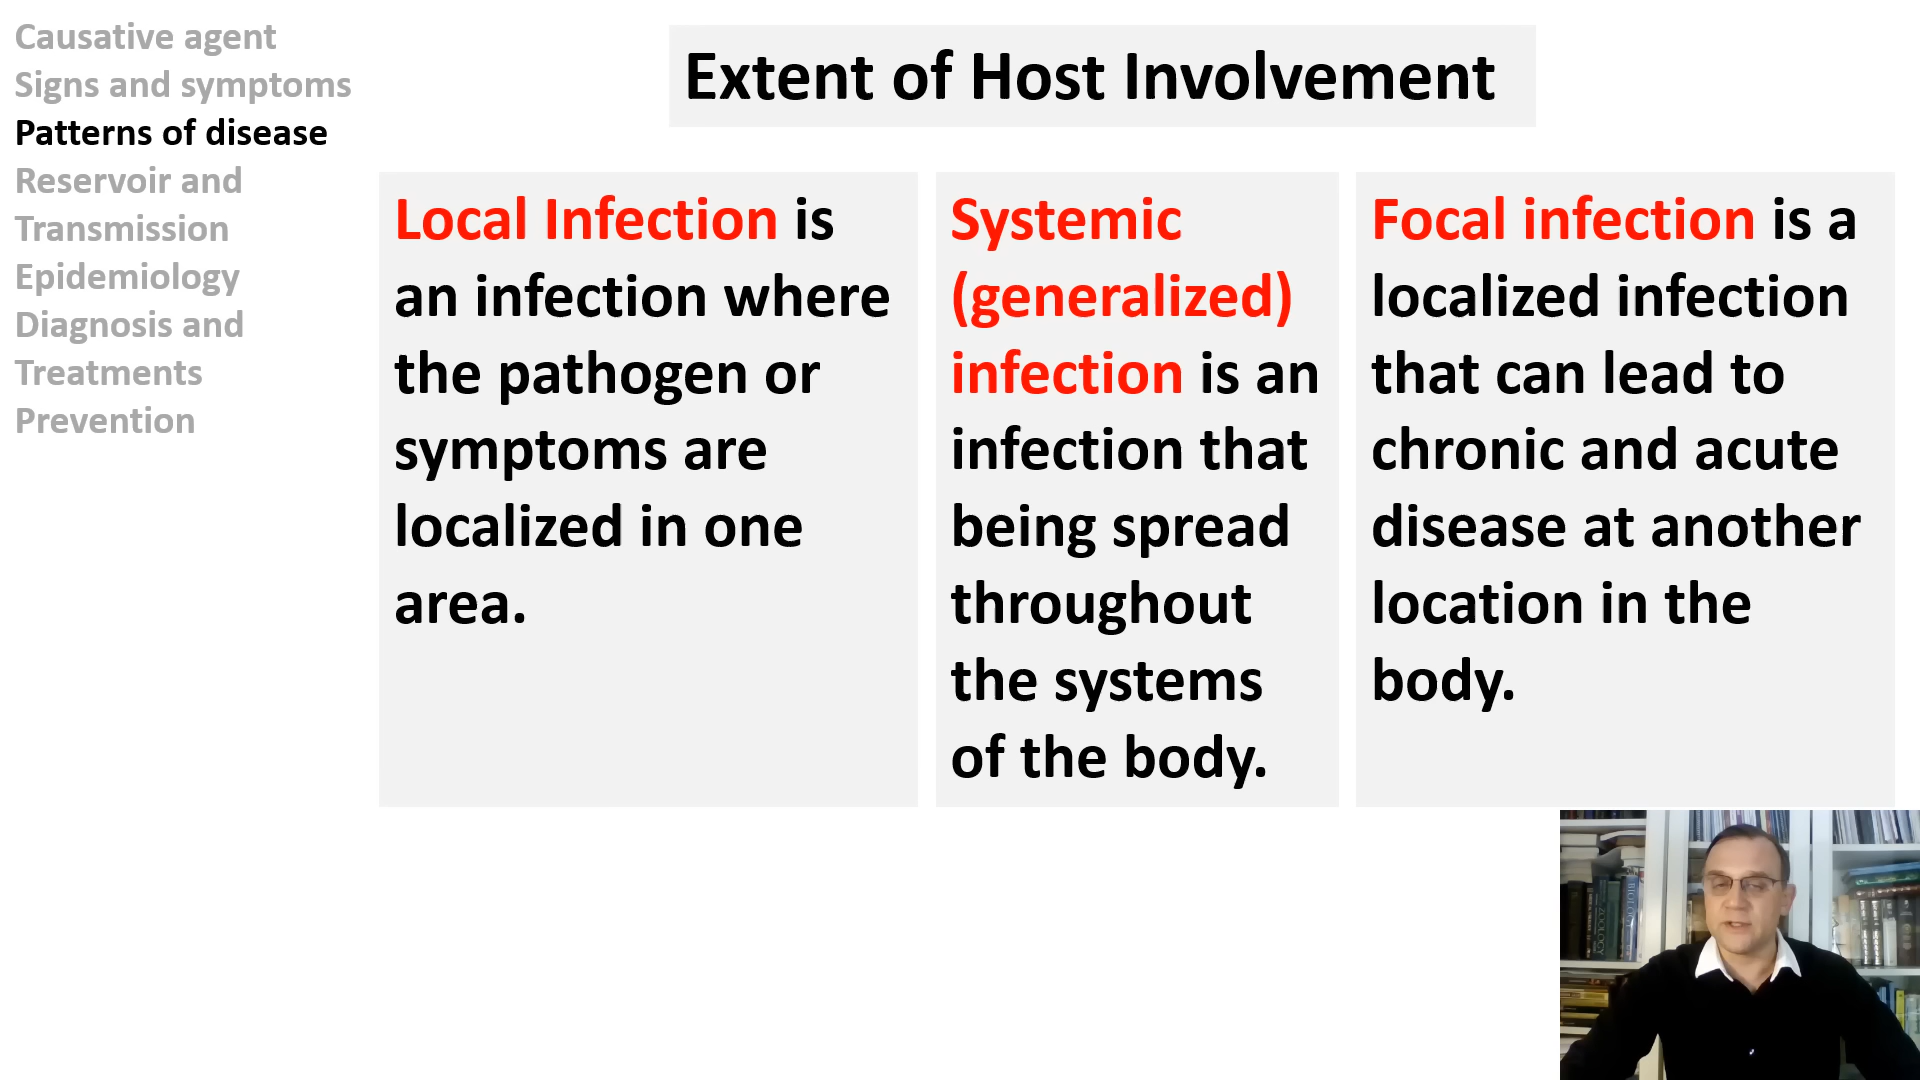 Causative agent
Signs and symptoms
Patterns of disease
Reservoir and
Transmission
Epidemiology
Diagnosis and
Treatments
Prevention
Extent of Host Involvement
Local Infection is
an infection where
the pathogen or
symptoms are
localized in one
area.
Systemic
(generalized)
infection is an
infection that
being spread
throughout
the systems
of the body.
Focal infection is a
localized infection
that can lead to
chronic and acute
disease at another
location in the
body.
ZOOLOGY